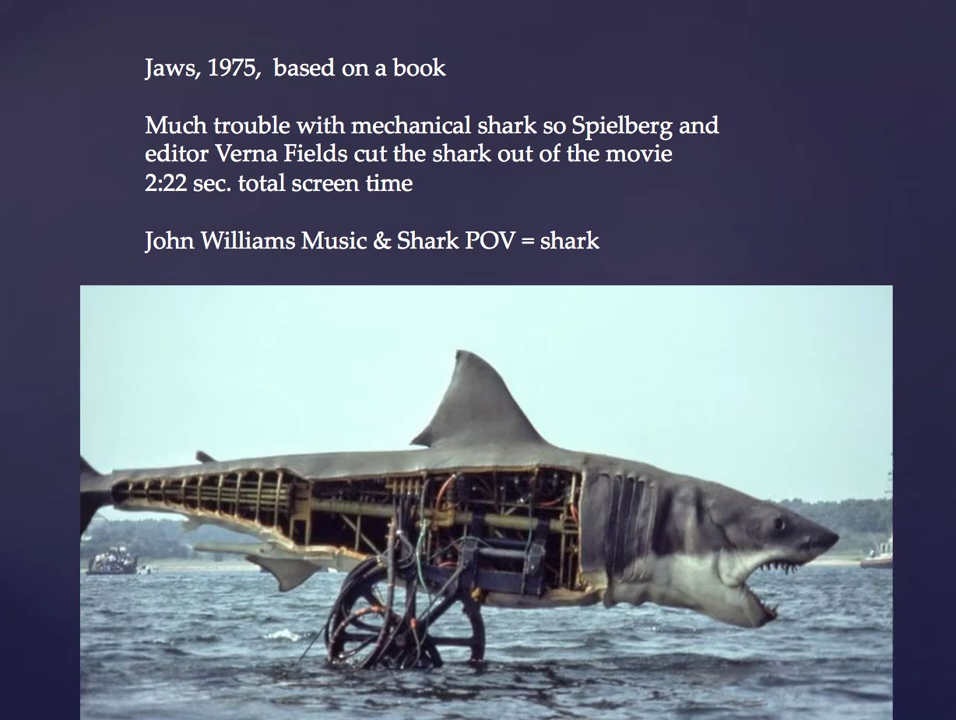 Jaws, 1975,  based on a book
Much trouble with mechanical shark so Spielberg and
editor Verna Fields cut the shark out of the movie
2:22 sec. total screen time
John Williams Music & Shark POV = shark